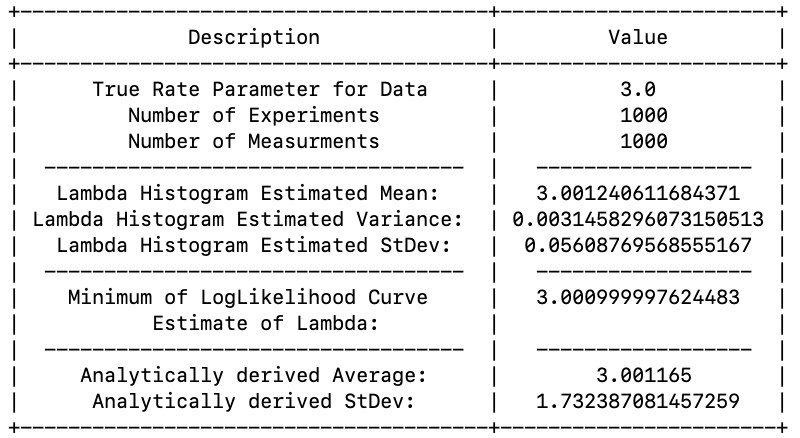 +----------------------------------------+------------------------+
| Description | Value |
+----------------------------------------+------------------------+
| True Rate Parameter for Data | 3.0 |
| Number of Experiments | 1000 |
| Number of Measurments | 1000 |
| ----------------------------------- | ------------------ |
| Lambda Histogram Estimated Mean: | 3.001240611684371 |
| Lambda Histogram Estimated Variance: | 0.0031458296073150513 |
| Lambda Histogram Estimated StDev: | 0.05608769568555167 |
| ----------------------------------- | ------------------ |
| Minimum of LogLikelihood Curve | 3.000999997624483 |
| Estimate of Lambda: | |
| ----------------------------------- | ------------------ |
| Analytically derived Average: | 3.001165 |
| Analytically derived StDev: | 1.732387081457259 |
+----------------------------------------+------------------------+